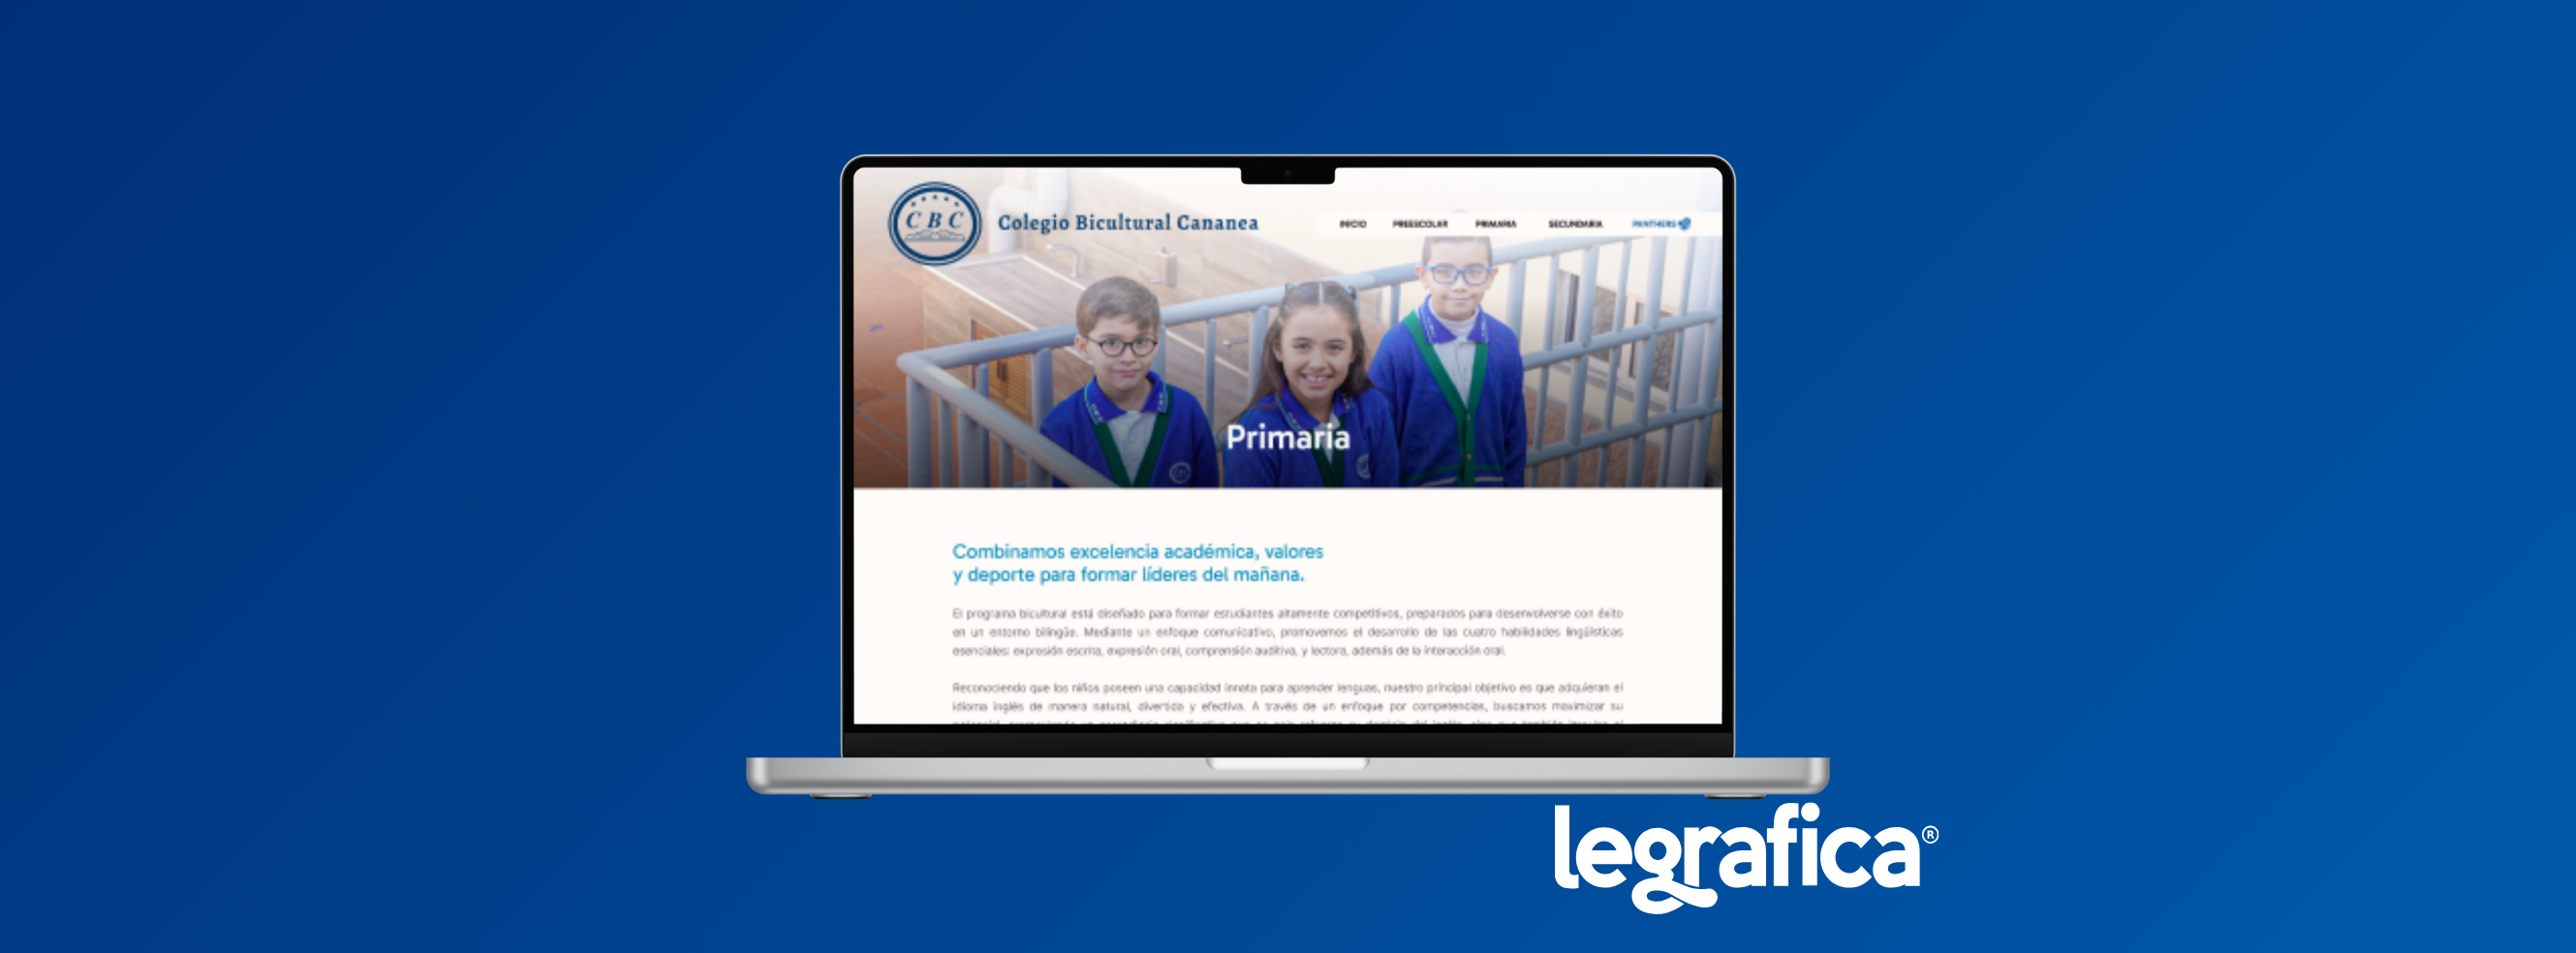 CBC
Colegio Bicultural Cananea
INICIO PREESCOLAR PRIMARIA SECUNDARIA PANTHERS
Primaria
Combinamos excelencia académica, valores
y deporte para formar líderes del mañana.
El programa bicultural está diseñado para formar estudiantes altamente competitivos, preparados para desenvolverse con éxito
en un entorno bilingüe. Mediante un enfoque comunicativo, promovemos el desarrollo de las cuatro habilidades lingüísticas
esenciales: expresión escrita, expresión oral, comprensión auditiva, y lectora, además de la interacción oral.
Reconociendo que los niños poseen una capacidad innata para aprender lenguas, nuestro principal objetivo es que adquieran el
idioma inglés de manera natural, divertida y efectiva. A través de un enfoque por competencias, buscamos maximizar su
legrafica®